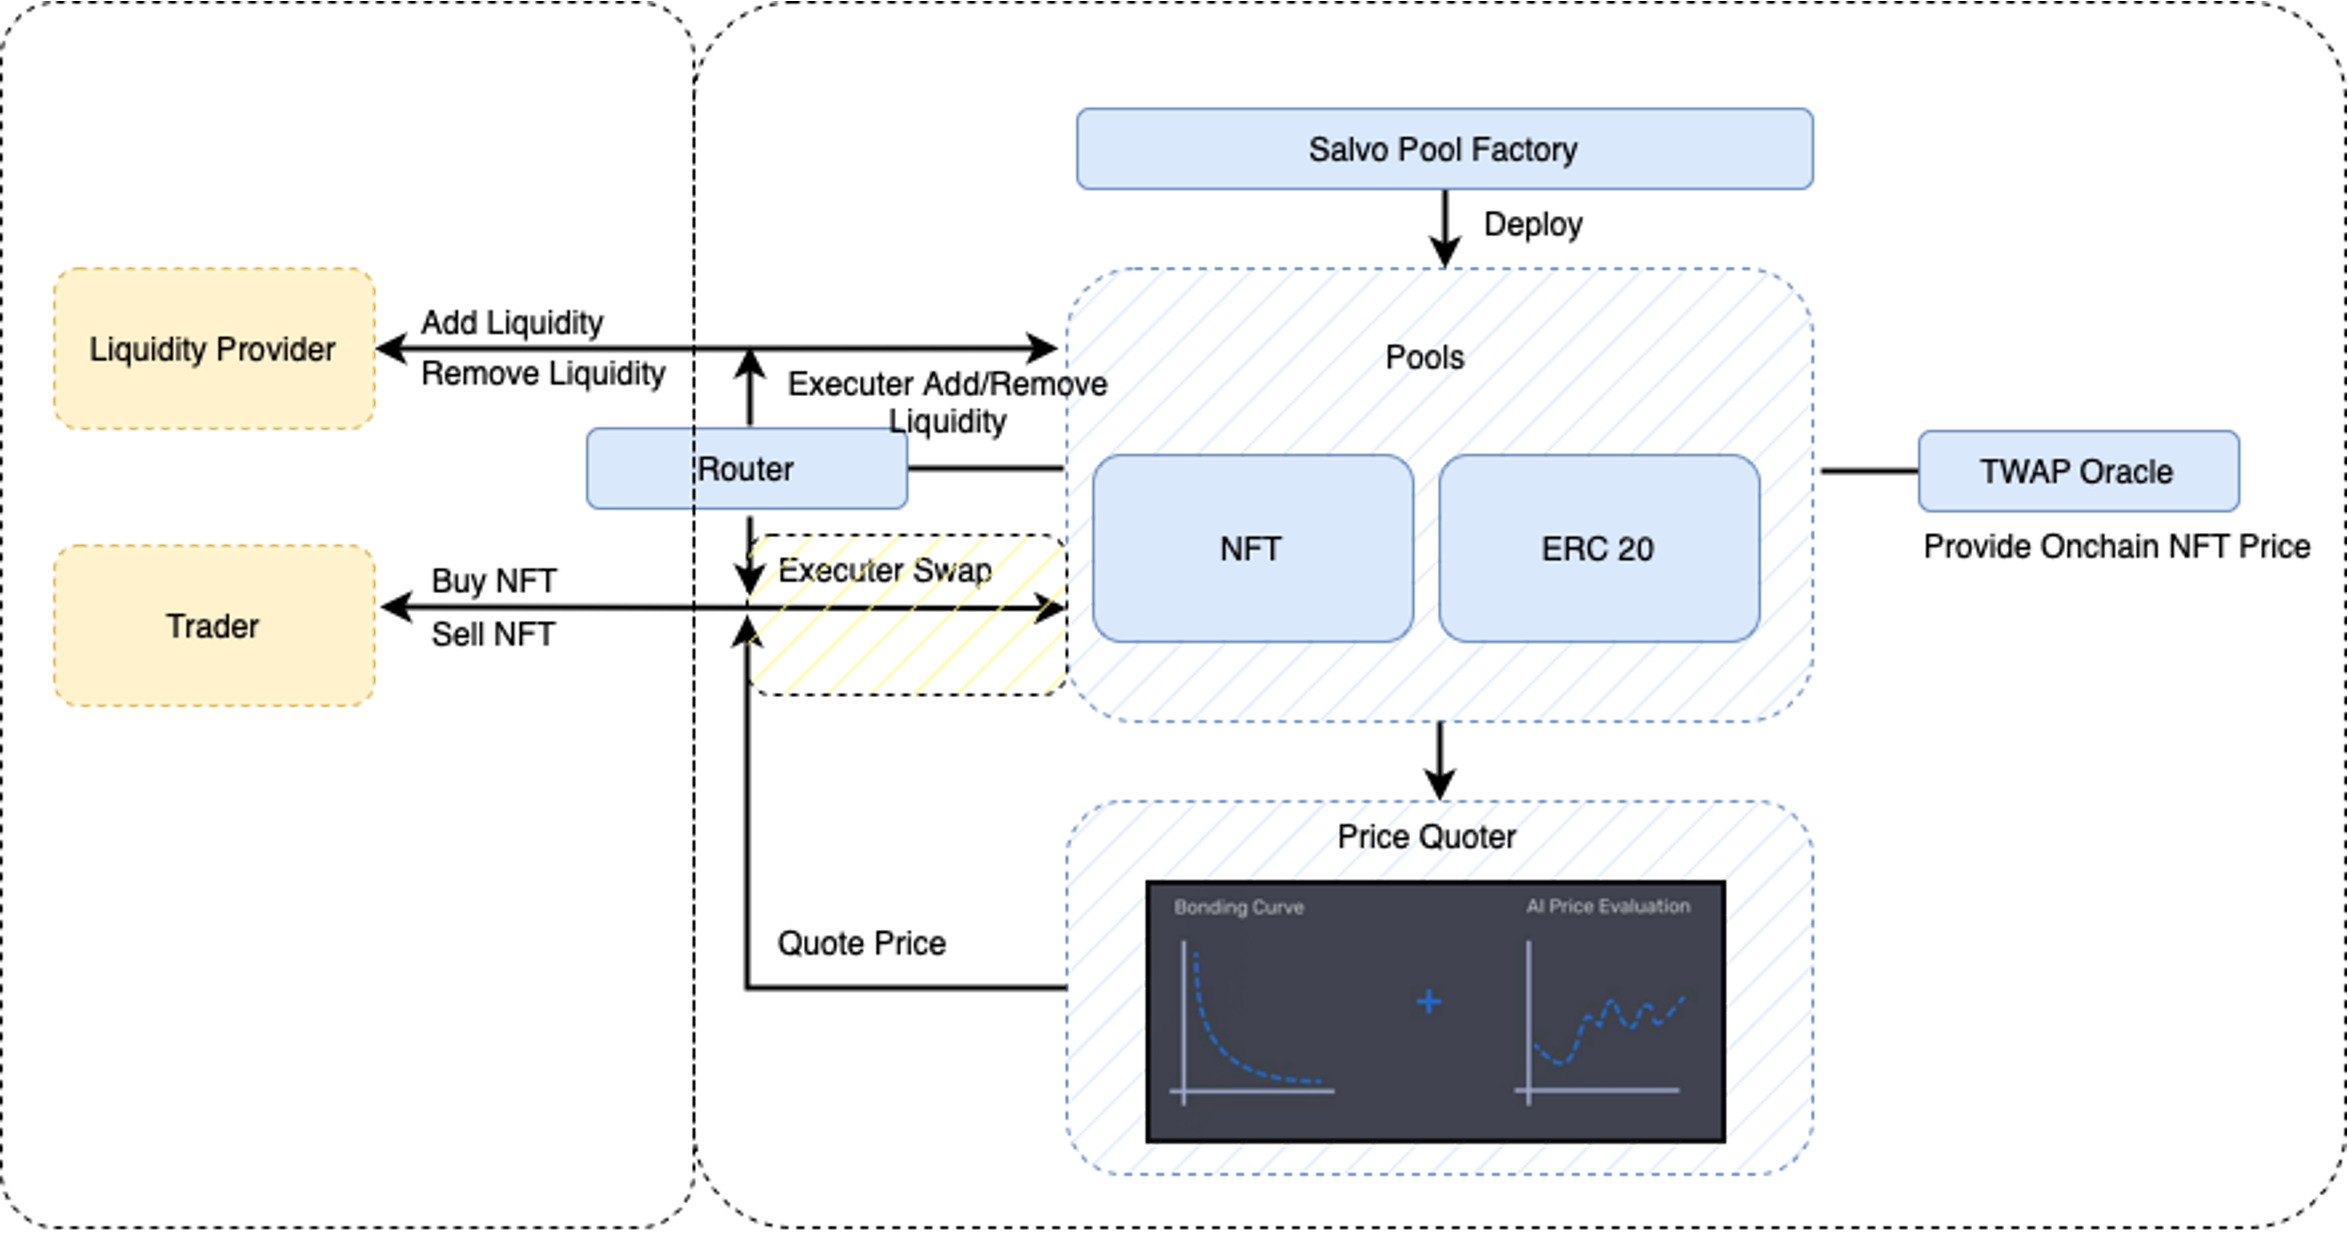 Salvo Pool Factory
Deploy
Liquidity Provider
Add Liquidity
Remove Liquidity
Executer Add/Remove
Liquidity
Pools
Router
NFT
ERC 20
TWAP Oracle
Provide Onchain NFT Price
Trader
Buy NFT
Sell NFT
Executer Swap
Price Quoter
Bonding Curve
AI Price Evaluation
+
Quote Price